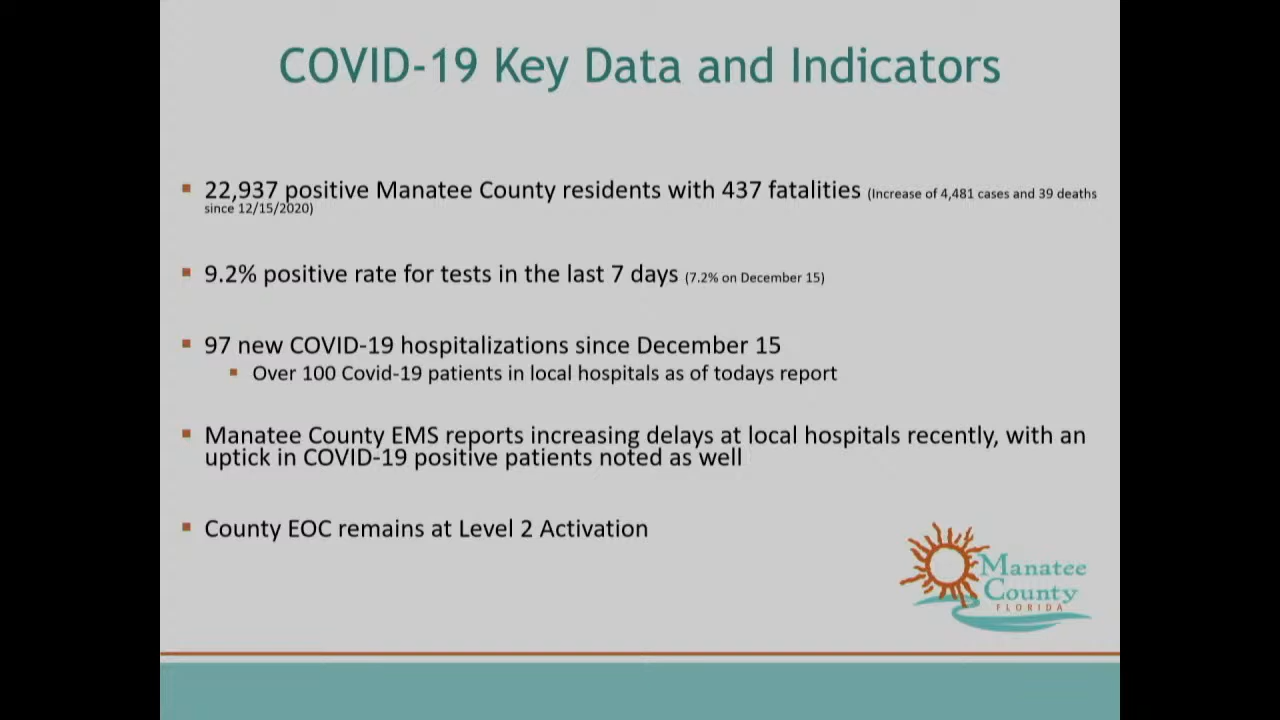 COVID-19 Key Data and Indicators
22,937 positive Manatee County residents with 437 fatalities (Increase of 4,481 cases and 39 deaths
since 12/15/2020)
9.2% positive rate for tests in the last 7 days (7.2% on December 15)
97 new COVID-19 hospitalizations since December 15
Over 100 Covid-19 patients in local hospitals as of todays report
Manatee County EMS reports increasing delays at local hospitals recently, with an
uptick in COVID-19 positive patients noted as well
County EOC remains at Level 2 Activation
Manatee
County
FLORIDA